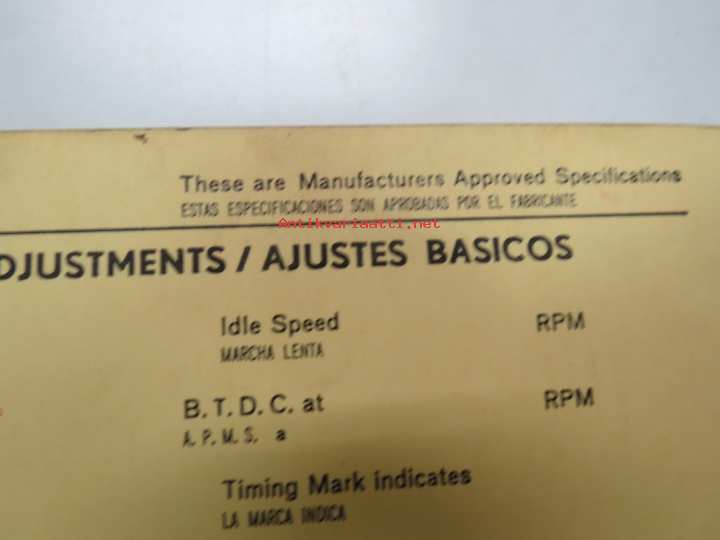 These are Manufacturers Approved Specifications
ESTAS ESPECIFICACIONES SON APROBADAS POR EL FABRICANTE
Antikvariaatti.net
DJUSTMENTS / AJUSTES BASICOS
Idle Speed RPM
MARCHA LENTA
B. T. D. C. at RPM
A. P. M. S. a
Timing Mark indicates
LA MARCA INDICA